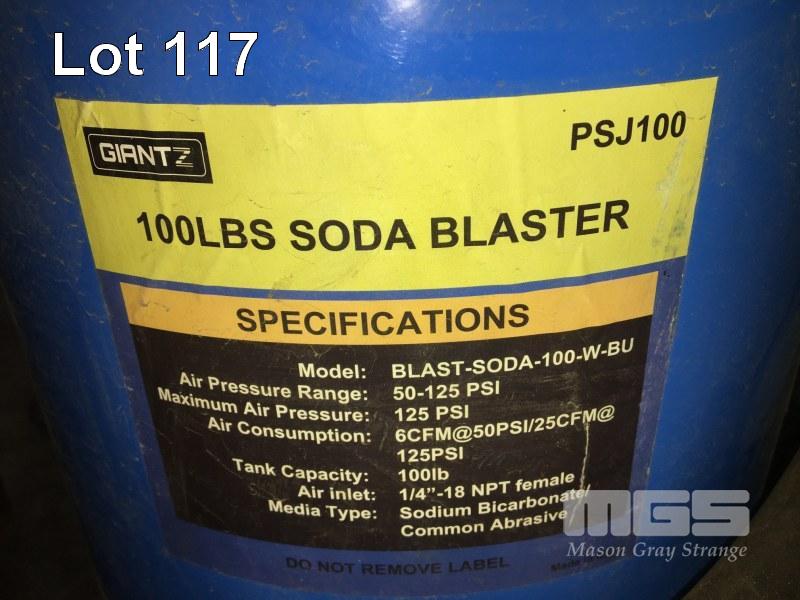 Lot 117
GIANTZ
PSJ100
100LBS SODA BLASTER
SPECIFICATIONS
Model: BLAST-SODA-100-W-BU
Air Pressure Range: 50-125 PSI
Maximum Air Pressure: 125 PSI
Air Consumption: 6CFM@50PSI/25CFM@
125PSI
Tank Capacity: 100lb
Air inlet: 1/4"-18 NPT female
Media Type: Sodium Bicarbonate/
Common Abrasive
MGS
Mason Gray Strange
DO NOT REMOVE LABEL
Made